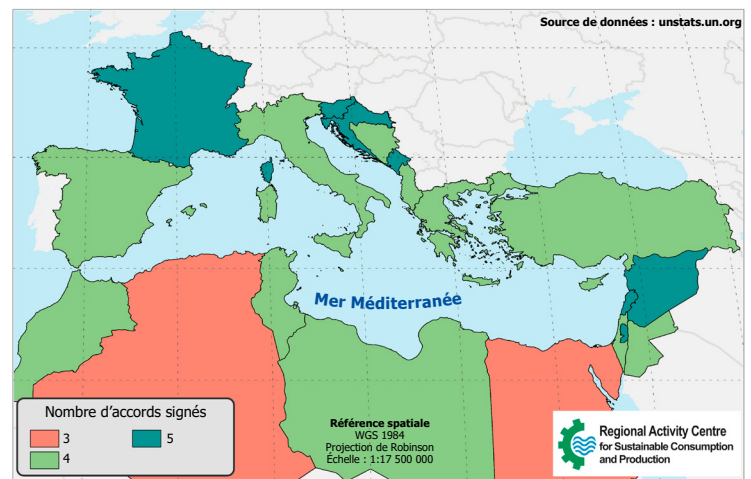 Source de données : unstats.un.org
Mer Méditerranée
Nombre d'accords signés
3
5
4
Référence spatiale
WGS 1984
Projection de Robinson
Échelle : 1:17 500 000
Regional Activity Centre
for Sustainable Consumption
and Production